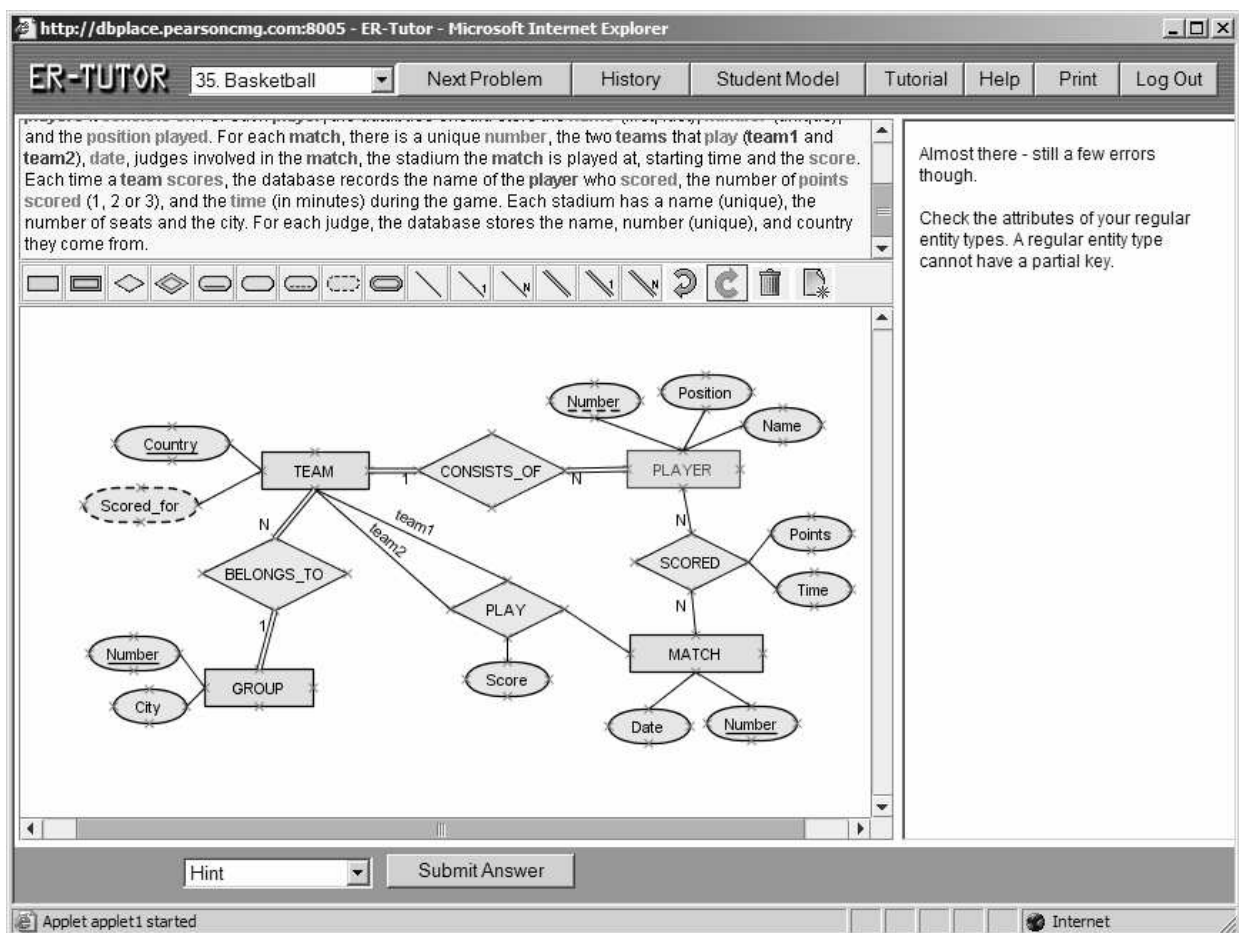 http://dbplace.pearsoncmg.com:8005 - ER-Tutor - Microsoft Internet Explorer
ER-TUTOR 35. Basketball Next Problem History Student Model Tutorial Help Print Log Out
and the position played. For each match, there is a unique number, the two teams that play (team1 and
team2), date, judges involved in the match, the stadium the match is played at, starting time and the score.
Each time a team scores, the database records the name of the player who scored, the number of points
scored (1, 2 or 3), and the time (in minutes) during the game. Each stadium has a name (unique), the
number of seats and the city. For each judge, the database stores the name, number (unique), and country
they come from.
Almost there - still a few errors
though.
Check the attributes of your regular
entity types. A regular entity type
cannot have a partial key.
1 N 1 N
Number
Position
Name
Country
TEAM
1
CONSISTS_OF
N
PLAYER
Scored_for
N
team1
team2
N
Points
SCORED
BELONGS_TO
Time
PLAY
N
1
Number
MATCH
GROUP
Score
City
Date
Number
Hint Submit Answer
Applet applet1 started Internet